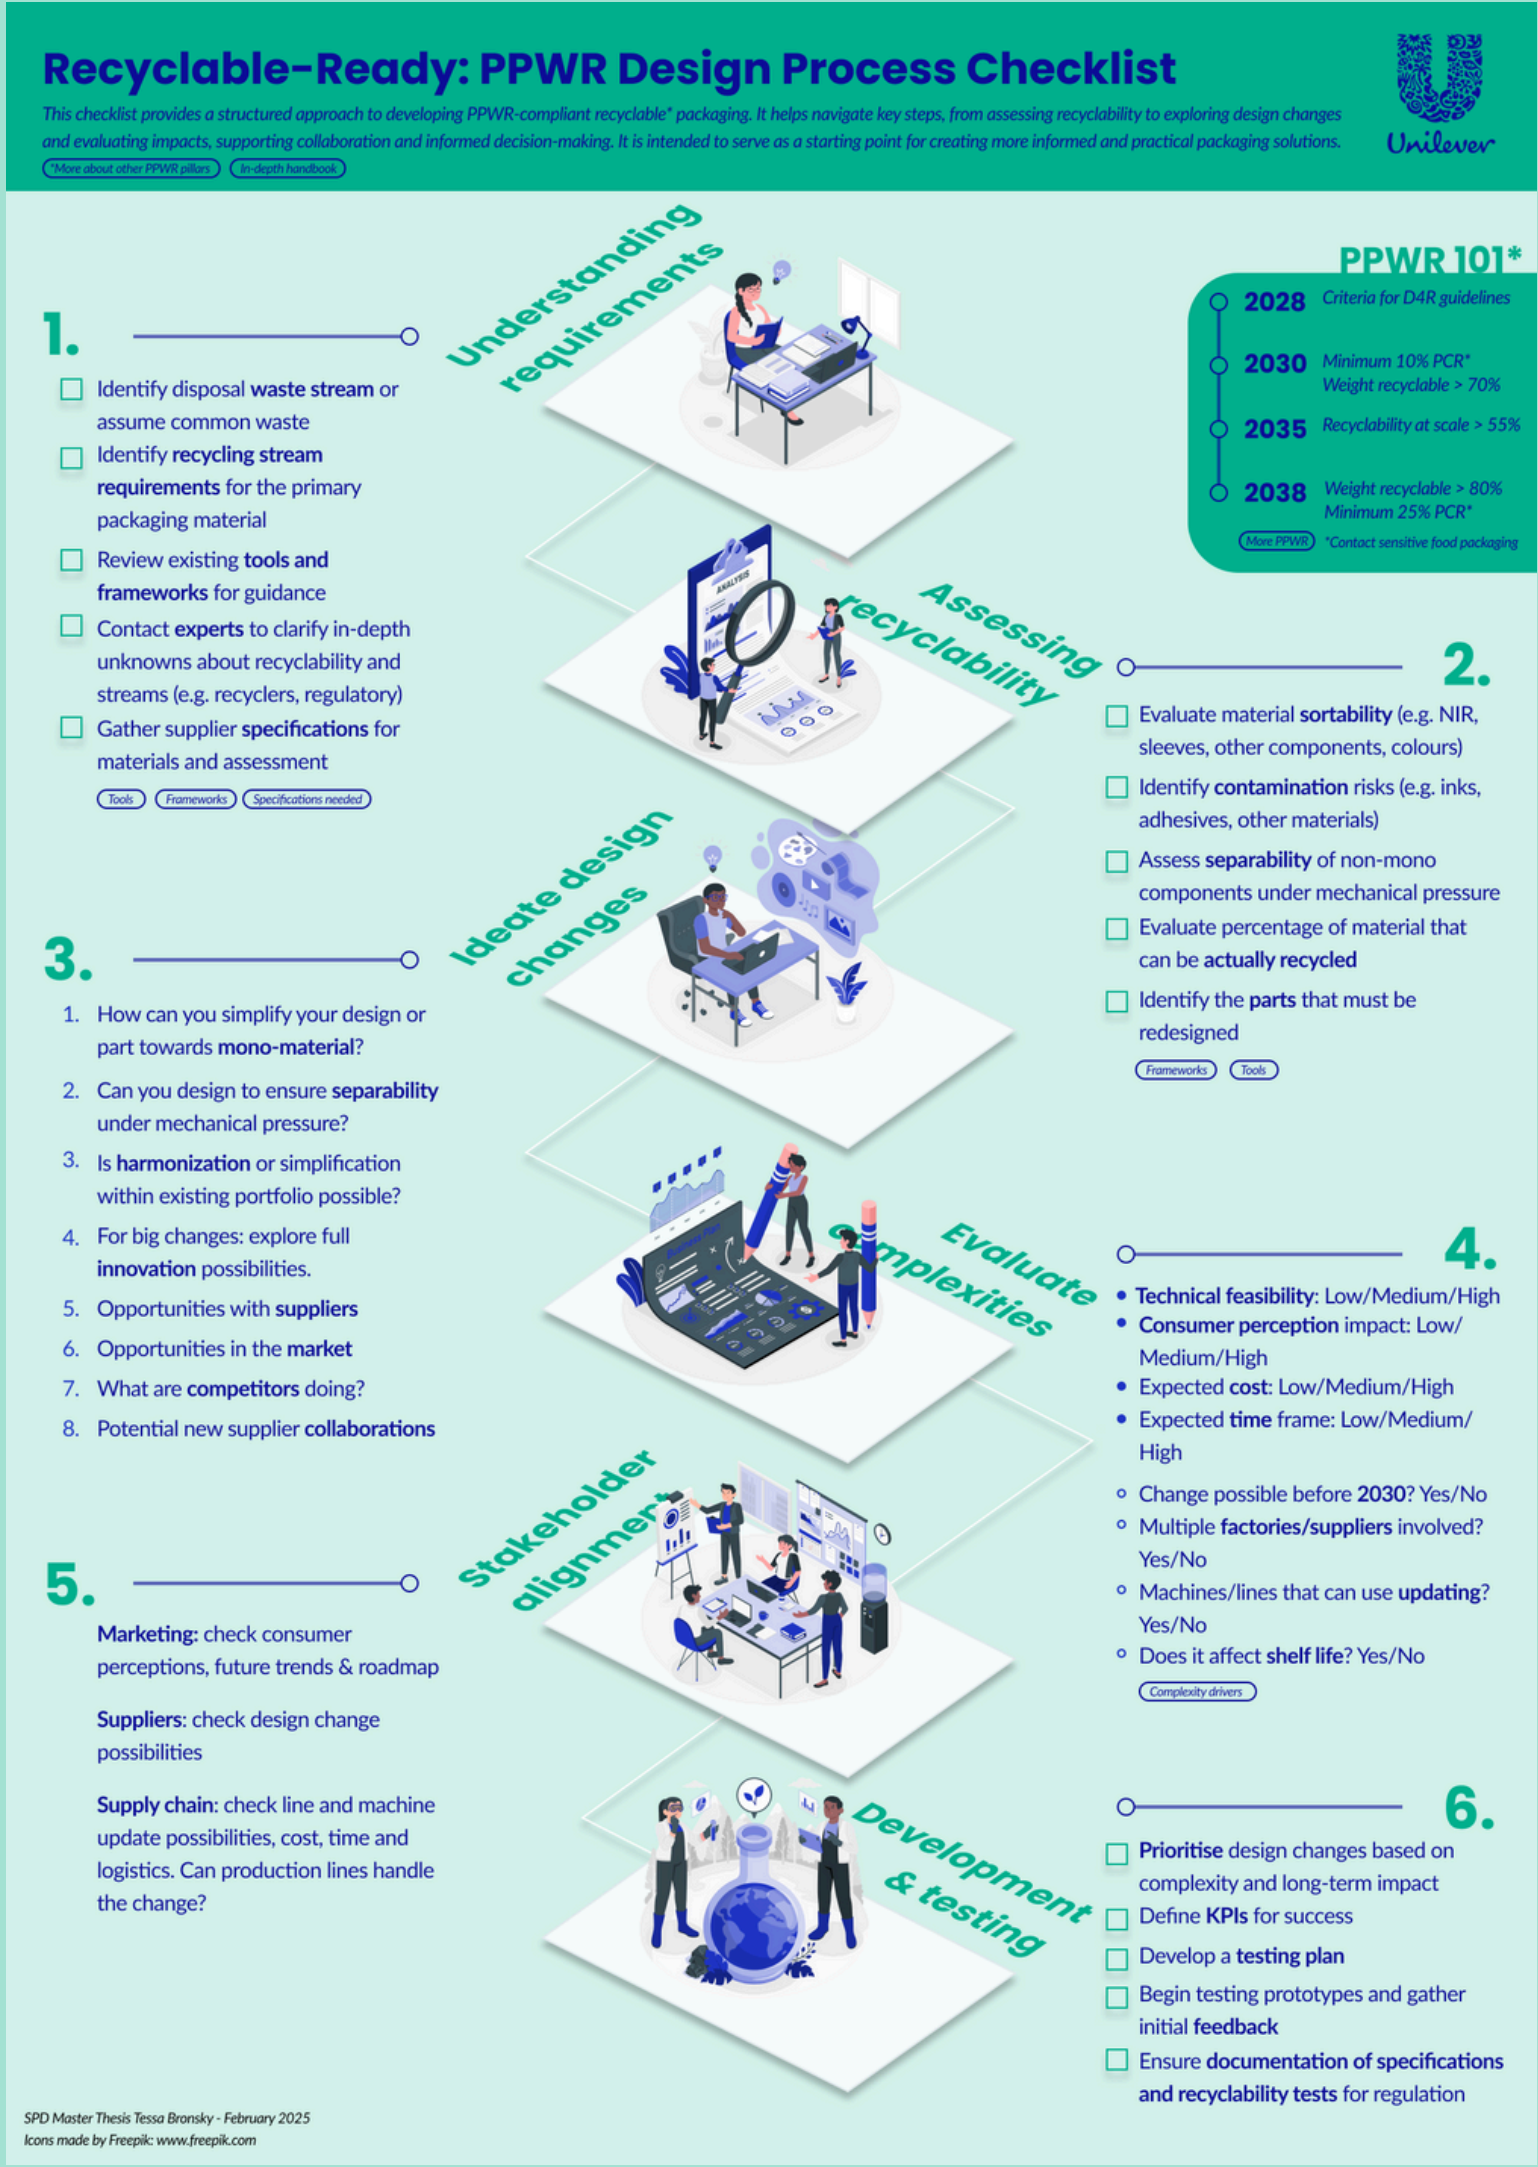 Recyclable-Ready: PPWR Design Process Checklist
This checklist provides a structured approach to developing PPWR-compliant recyclable* packaging. It helps navigate key steps, from assessing recyclability to exploring design changes
and evaluating impacts, supporting collaboration and informed decision-making. It is intended to serve as a starting point for creating more informed and practical packaging solutions.
*More about other PPWR pillars
In-depth handbook
Unilever
PPWR 101*
2028 Criteria for D4R guidelines
2030 Minimum 10% PCR*
Weight recyclable > 70%
2035 Recyclability at scale > 55%
2038 Weight recyclable > 80%
Minimum 25% PCR*
More PPWR *Contact sensitive food packaging
Understanding
requirements
1.
Identify disposal waste stream or
assume common waste
Identify recycling stream
requirements for the primary
packaging material
Review existing tools and
frameworks for guidance
Contact experts to clarify in-depth
unknowns about recyclability and
streams (e.g. recyclers, regulatory)
Gather supplier specifications for
materials and assessment
Tools Frameworks Specifications needed
ANALYSIS
Assessing
recyclability
2.
Evaluate material sortability (e.g. NIR,
sleeves, other components, colours)
Identify contamination risks (e.g. inks,
adhesives, other materials)
Assess separability of non-mono
components under mechanical pressure
Evaluate percentage of material that
can be actually recycled
Identify the parts that must be
redesigned
Frameworks Tools
Ideate design
changes
3.
1. How can you simplify your design or
part towards mono-material?
2. Can you design to ensure separability
under mechanical pressure?
3. Is harmonization or simplification
within existing portfolio possible?
4. For big changes: explore full
innovation possibilities.
5. Opportunities with suppliers
6. Opportunities in the market
7. What are competitors doing?
8. Potential new supplier collaborations
Business Plan
Evaluate
complexities
4.
• Technical feasibility: Low/Medium/High
• Consumer perception impact: Low/
Medium/High
• Expected cost: Low/Medium/High
• Expected time frame: Low/Medium/
High
Change possible before 2030? Yes/No
Multiple factories/suppliers involved?
Yes/No
Machines/lines that can use updating?
Yes/No
Does it affect shelf life? Yes/No
Complexity drivers
Stakeholder
alignment
5.
Marketing: check consumer
perceptions, future trends & roadmap
Suppliers: check design change
possibilities
Supply chain: check line and machine
update possibilities, cost, time and
logistics. Can production lines handle
the change?
Development
& testing
6.
Prioritise design changes based on
complexity and long-term impact
Define KPIs for success
Develop a testing plan
Begin testing prototypes and gather
initial feedback
Ensure documentation of specifications
and recyclability tests for regulation
SPD Master Thesis Tessa Bronsky - February 2025
Icons made by Freepik: www.freepik.com